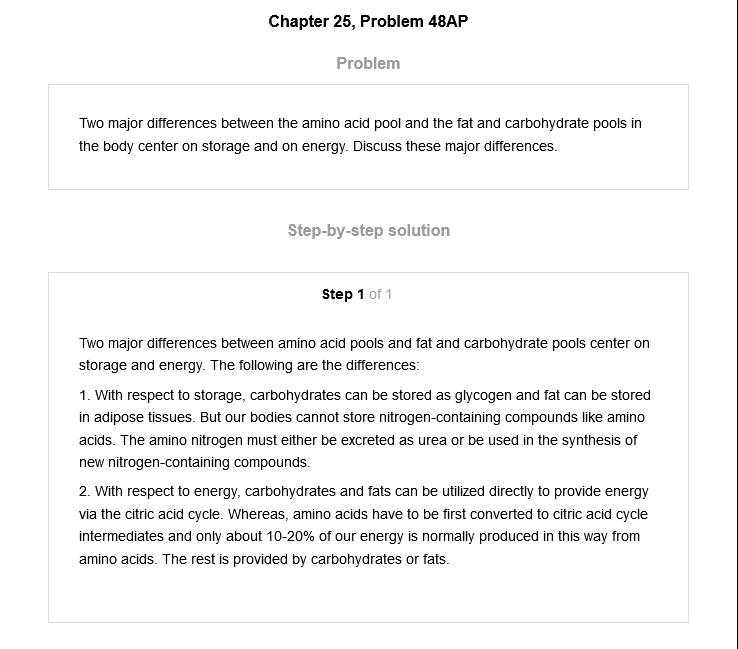 Chapter 25, Problem 48AP
Problem
Two major differences between the amino acid pool and the fat and carbohydrate pools in
the body center on storage and on energy. Discuss these major differences.
Step-by-step solution
Step 1 of 1
Two major differences between amino acid pools and fat and carbohydrate pools center on
storage and energy. The following are the differences:
1. With respect to storage, carbohydrates can be stored as glycogen and fat can be stored
in adipose tissues. But our bodies cannot store nitrogen-containing compounds like amino
acids. The amino nitrogen must either be excreted as urea or be used in the synthesis of
new nitrogen-containing compounds.
2. With respect to energy, carbohydrates and fats can be utilized directly to provide energy
via the citric acid cycle. Whereas, amino acids have to be first converted to citric acid cycle
intermediates and only about 10-20% of our energy is normally produced in this way from
amino acids. The rest is provided by carbohydrates or fats.